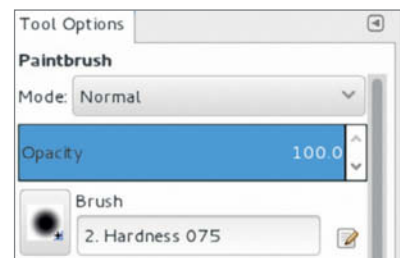 Tool Options
Paintbrush
Mode: Normal
Opacity 100.0
Brush
2. Hardness 075